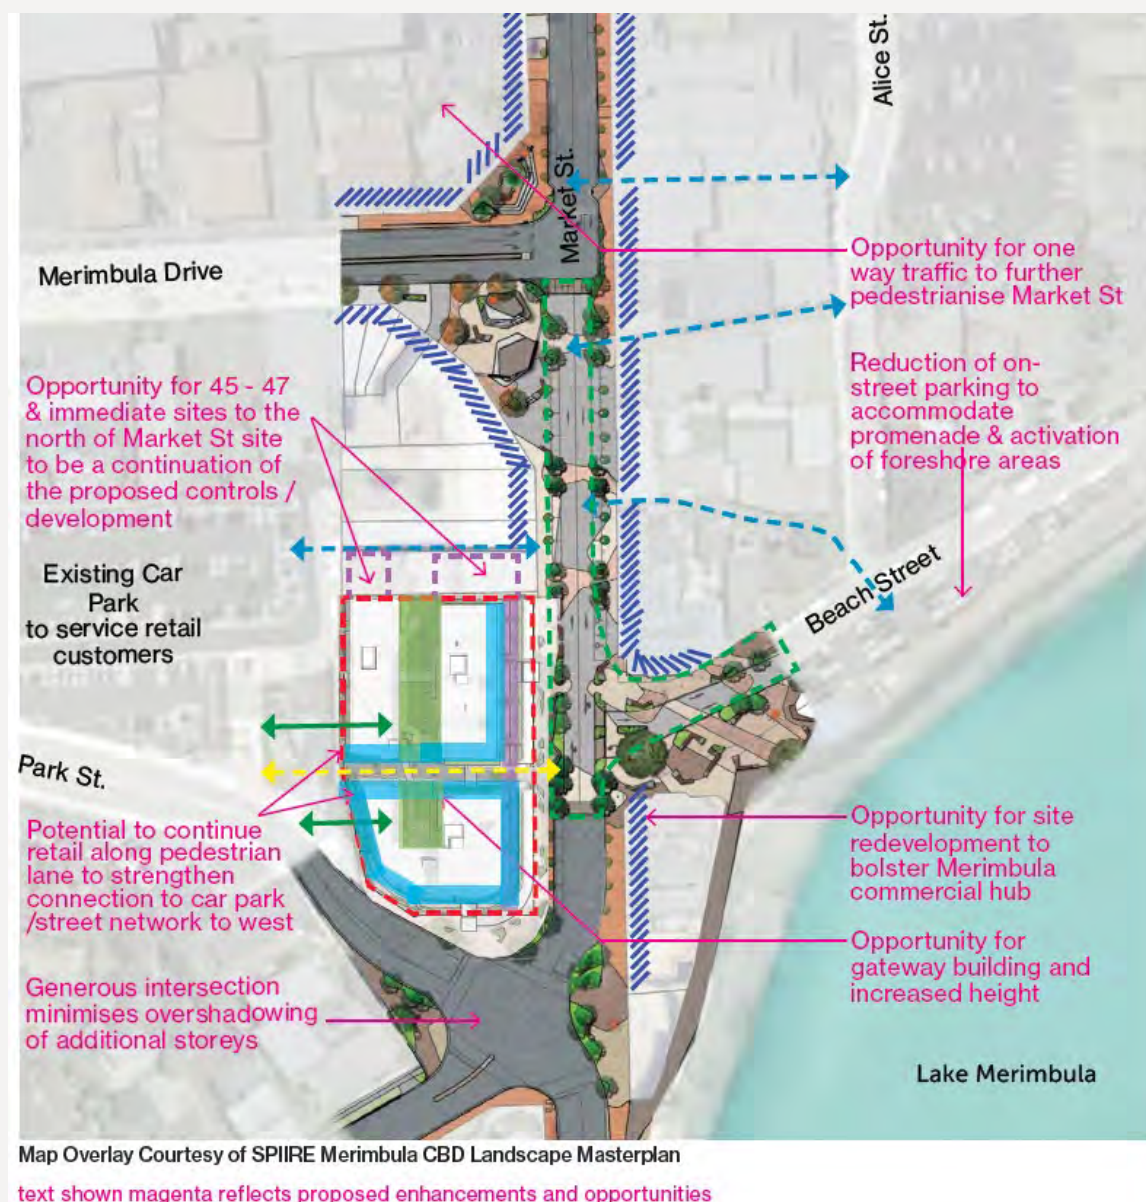 Alice St.
Market St.
Merimbula Drive
Opportunity for one
way traffic to further
pedestrianise Market St
Reduction of on-
street parking to
accommodate
promenade & activation
of foreshore areas
Opportunity for 45 - 47
& immediate sites to the
north of Market St site
to be a continuation of
the proposed controls /
development
Existing Car
Park
to service retail
customers
Beach Street
Park St.
Potential to continue
retail along pedestrian
lane to strengthen
connection to car park
/street network to west
Opportunity for site
redevelopment to
bolster Merimbula
commercial hub
Opportunity for
gateway building and
increased height
Generous intersection
minimises overshadowing
of additional storeys
Lake Merimbula
Map Overlay Courtesy of SPIIRE Merimbula CBD Landscape Masterplan
text shown magenta reflects proposed enhancements and opportunities